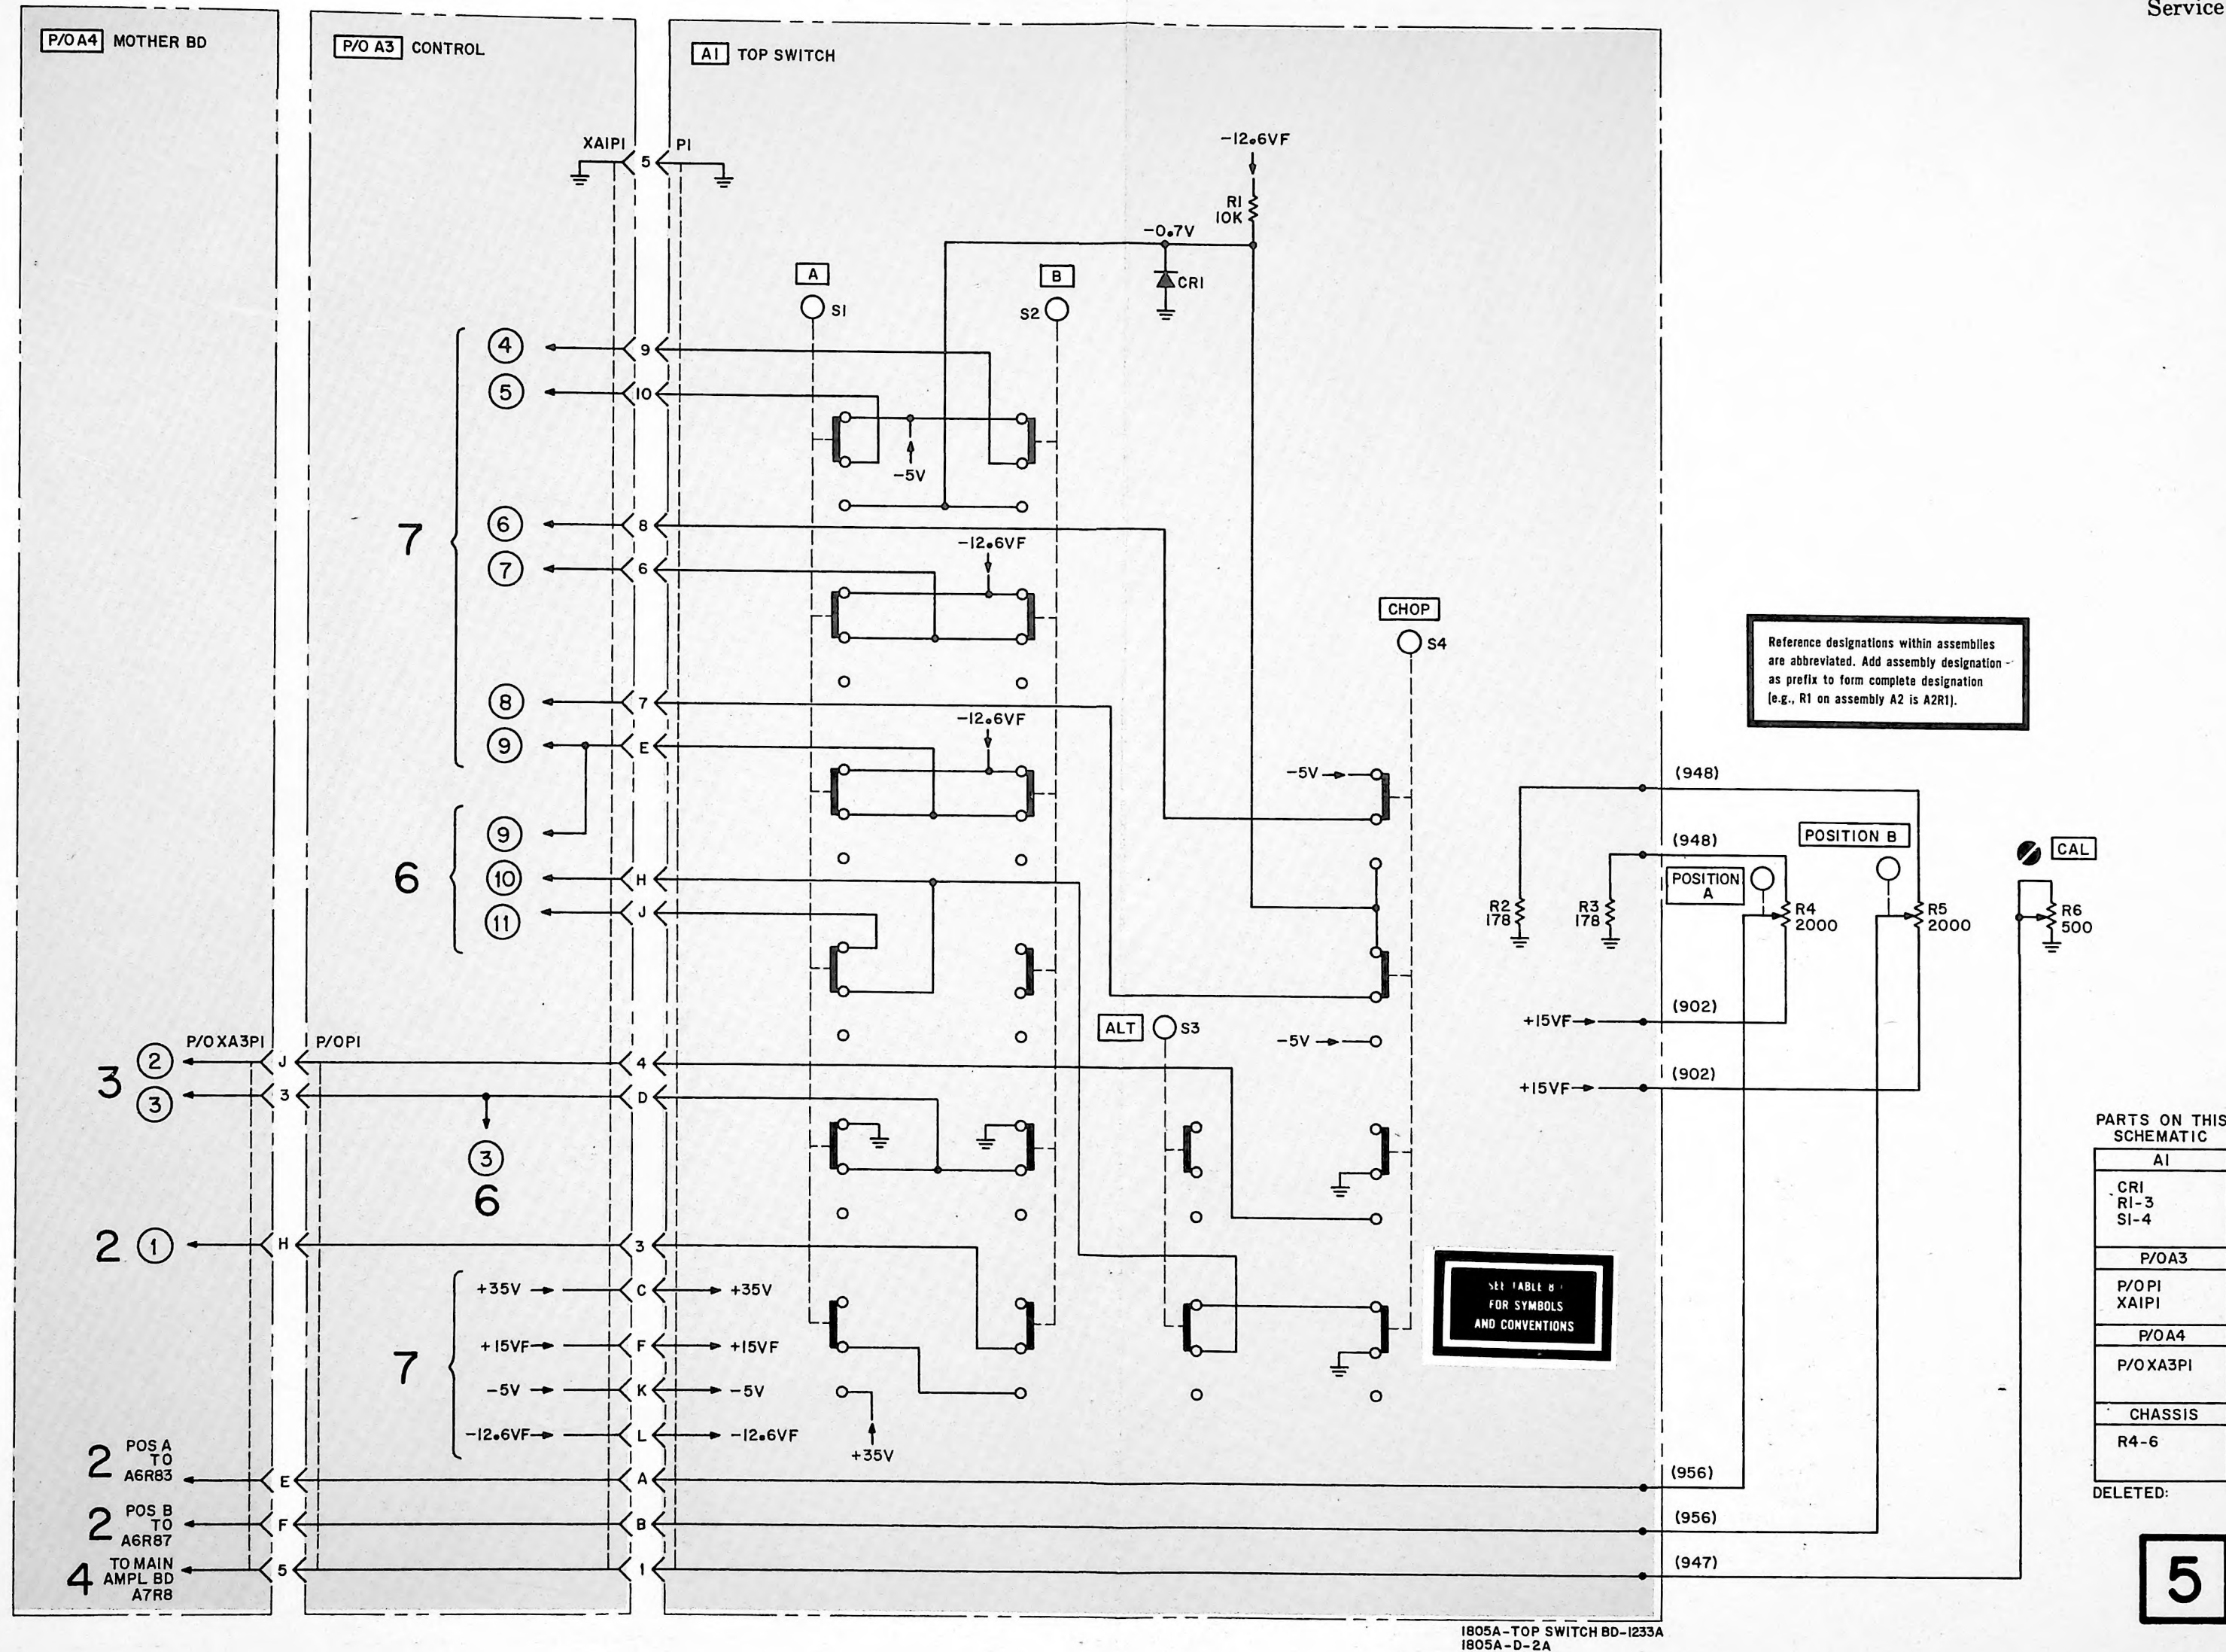 Service
P/O A4 MOTHER BD
P/O A3 CONTROL
A1 TOP SWITCH
XA1P1 5 P1
-12.6VF
R1
10K
-0.7V
CR1
A
S1
B
S2
4 9
5 10
-5V
7
6 8
-12.6VF
7 6
CHOP
S4
Reference designations within assemblies
are abbreviated. Add assembly designation
as prefix to form complete designation
(e.g., R1 on assembly A2 is A2R1).
8 7
-12.6VF
9 E
-5V
(948)
(948)
POSITION B
CAL
6
9
10 H
11 J
POSITION
A
R2
178
R3
178
R4
2000
R5
2000
R6
500
+15VF
(902)
ALT
S3
-5V
P/O XA3P1 P/O P1
3
2 J 4
3 3 D
+15VF
(902)
3
6
2 1 H 3
7
+35V C +35V
+15VF F +15VF
-5V K -5V
-12.6VF L -12.6VF
+35V
SEE TABLE 8
FOR SYMBOLS
AND CONVENTIONS
PARTS ON THIS
SCHEMATIC
A1
CR1
R1-3
S1-4
P/O A3
P/O P1
XA1P1
P/O A4
P/O XA3P1
CHASSIS
R4-6
DELETED:
2 POS A
TO
A6R83
E A (956)
2 POS B
TO
A6R87
F B (956)
4 TO MAIN
AMPL BD
A7R8
5 1 (947)
5
1805A-TOP SWITCH BD-1233A
1805A-D-2A